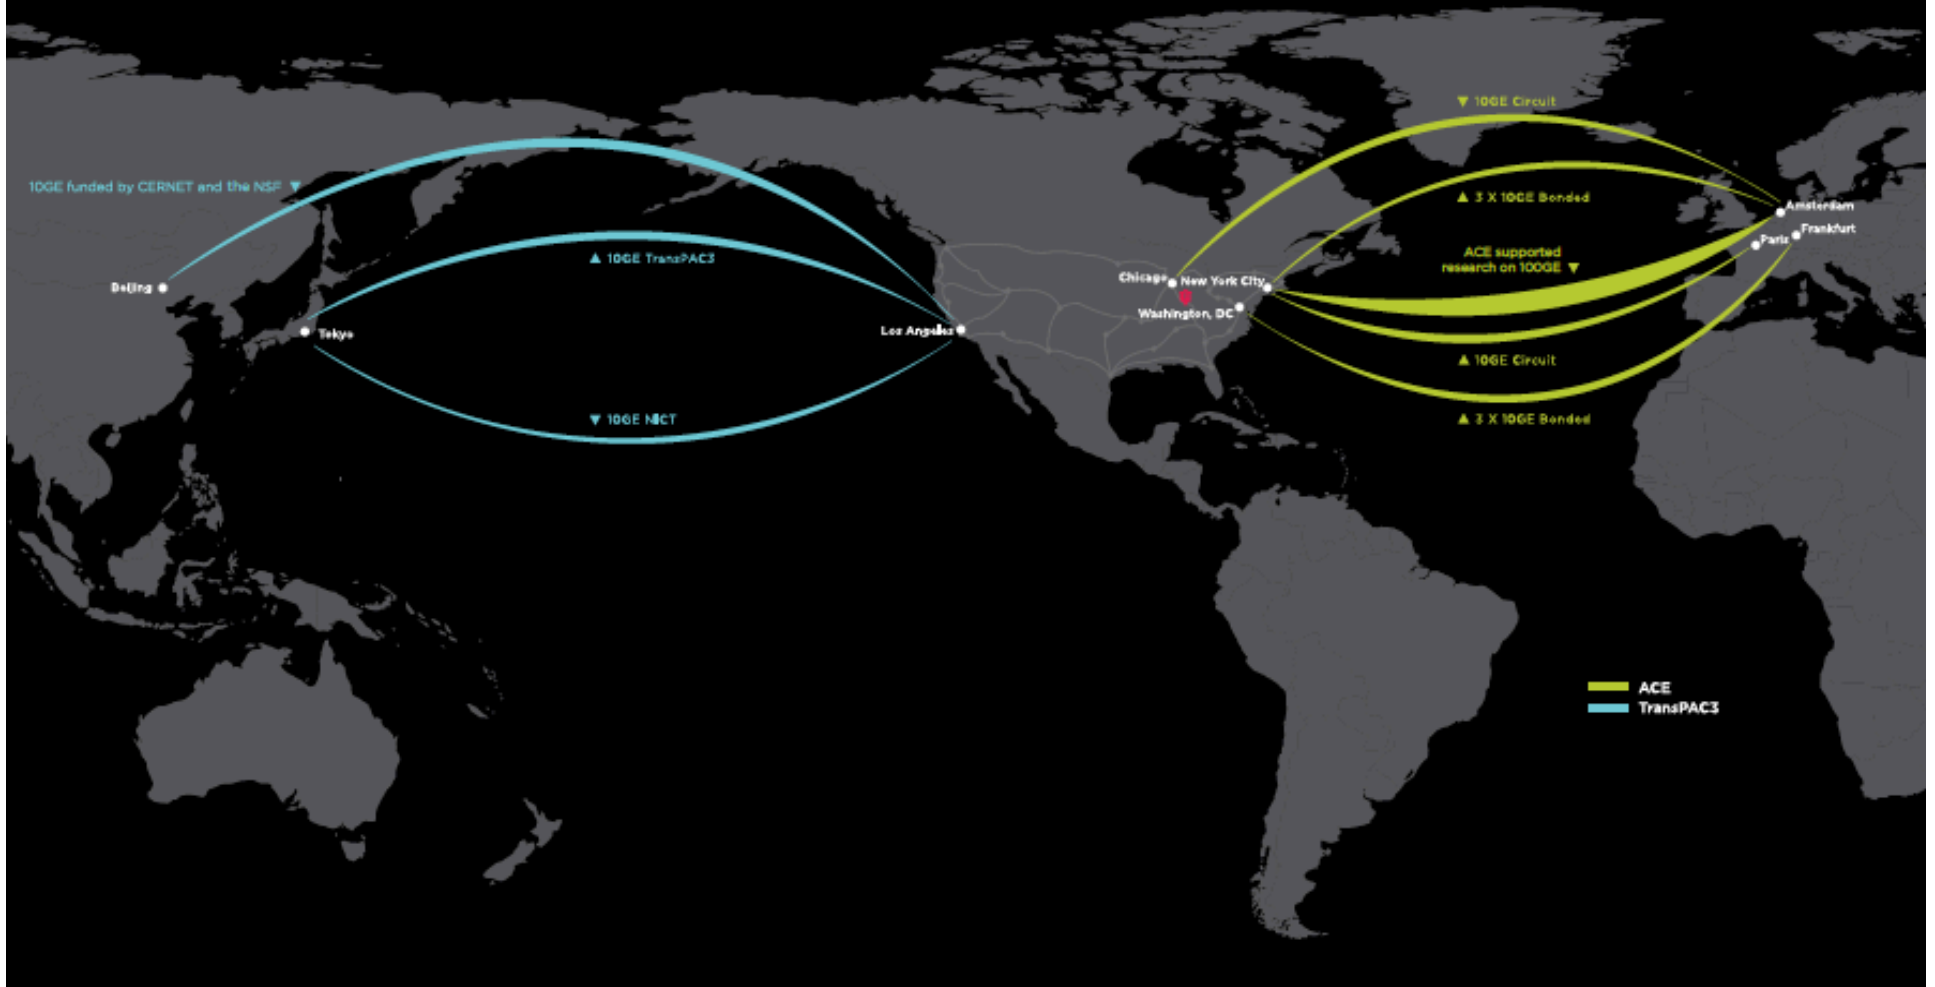 ▼ 10GE Circuit
10GE funded by CERNET and the NSF ▼
▲ 3 X 10GE Bonded
Amsterdam
Frankfurt
Paris
ACE supported
research on 100GE ▼
▲ 10GE TransPAC3
Beijing
Chicago
New York City
Washington, DC
Tokyo
Los Angeles
▲ 10GE Circuit
▼ 10GE NICT
▲ 3 X 10GE Bonded
ACE
TransPAC3